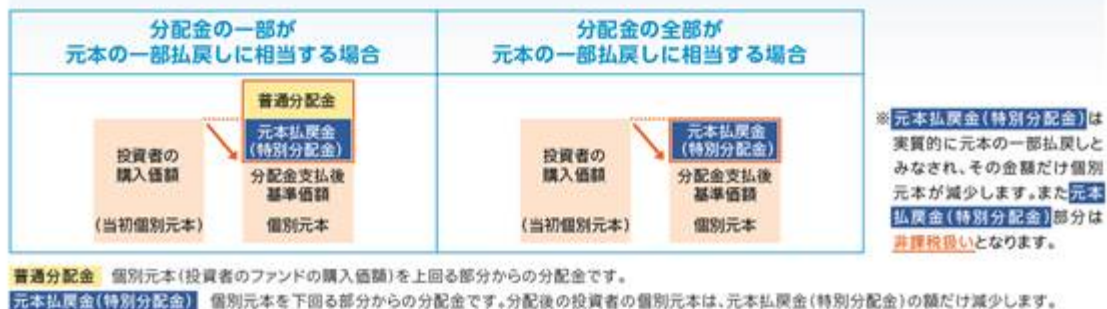 分配金の一部が
元本の一部払戻しに相当する場合
分配金の全部が
元本の一部払戻しに相当する場合
普通分配金
元本払戻金
(特別分配金)
投資者の
購入価額
(当初個別元本)
分配金支払後
基準価額
個別元本
元本払戻金
(特別分配金)
投資者の
購入価額
(当初個別元本)
分配金支払後
基準価額
個別元本
※元本払戻金(特別分配金)は
実質的に元本の一部払戻しと
みなされ、その金額だけ個別
元本が減少します。また元本
払戻金(特別分配金)部分は
非課税扱いとなります。
普通分配金 個別元本(投資者のファンドの購入価額)を上回る部分からの分配金です。
元本払戻金(特別分配金) 個別元本を下回る部分からの分配金です。分配後の投資者の個別元本は、元本払戻金(特別分配金)の額だけ減少します。